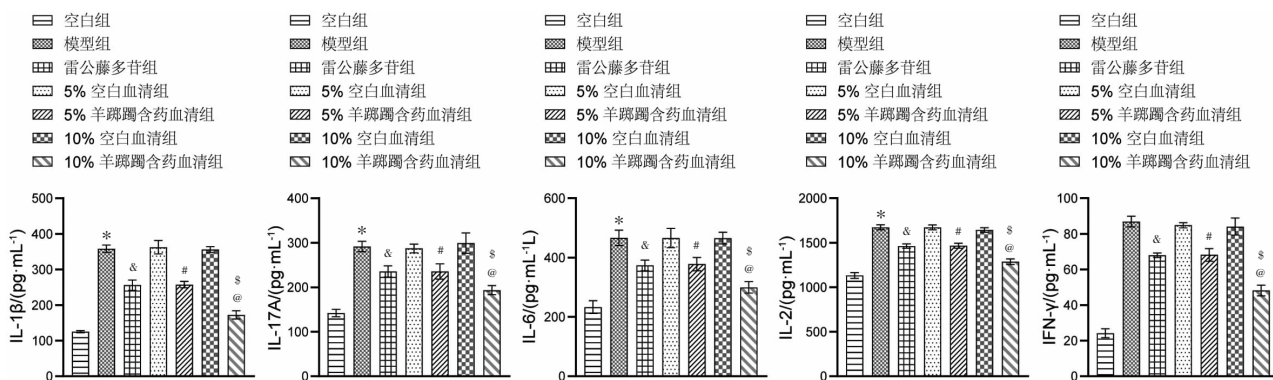 空白组
模型组
雷公藤多苷组
5% 空白血清组
5% 羊踯躅含药血清组
10% 空白血清组
10% 羊踯躅含药血清组
500
400
300
200
100
0
IL-1β/(pg·mL⁻¹)
*
&
#
$
@
空白组
模型组
雷公藤多苷组
5% 空白血清组
5% 羊踯躅含药血清组
10% 空白血清组
10% 羊踯躅含药血清组
400
300
200
100
0
IL-17A/(pg·mL⁻¹)
*
&
#
$
@
空白组
模型组
雷公藤多苷组
5% 空白血清组
5% 羊踯躅含药血清组
10% 空白血清组
10% 羊踯躅含药血清组
600
400
200
0
IL-6/(pg·mL⁻¹L)
*
&
#
$
@
空白组
模型组
雷公藤多苷组
5% 空白血清组
5% 羊踯躅含药血清组
10% 空白血清组
10% 羊踯躅含药血清组
2000
1500
1000
500
0
IL-2/(pg·mL⁻¹)
*
&
#
$
@
空白组
模型组
雷公藤多苷组
5% 空白血清组
5% 羊踯躅含药血清组
10% 空白血清组
10% 羊踯躅含药血清组
100
80
60
40
20
0
IFN-γ/(pg·mL⁻¹)
&
#
$
@